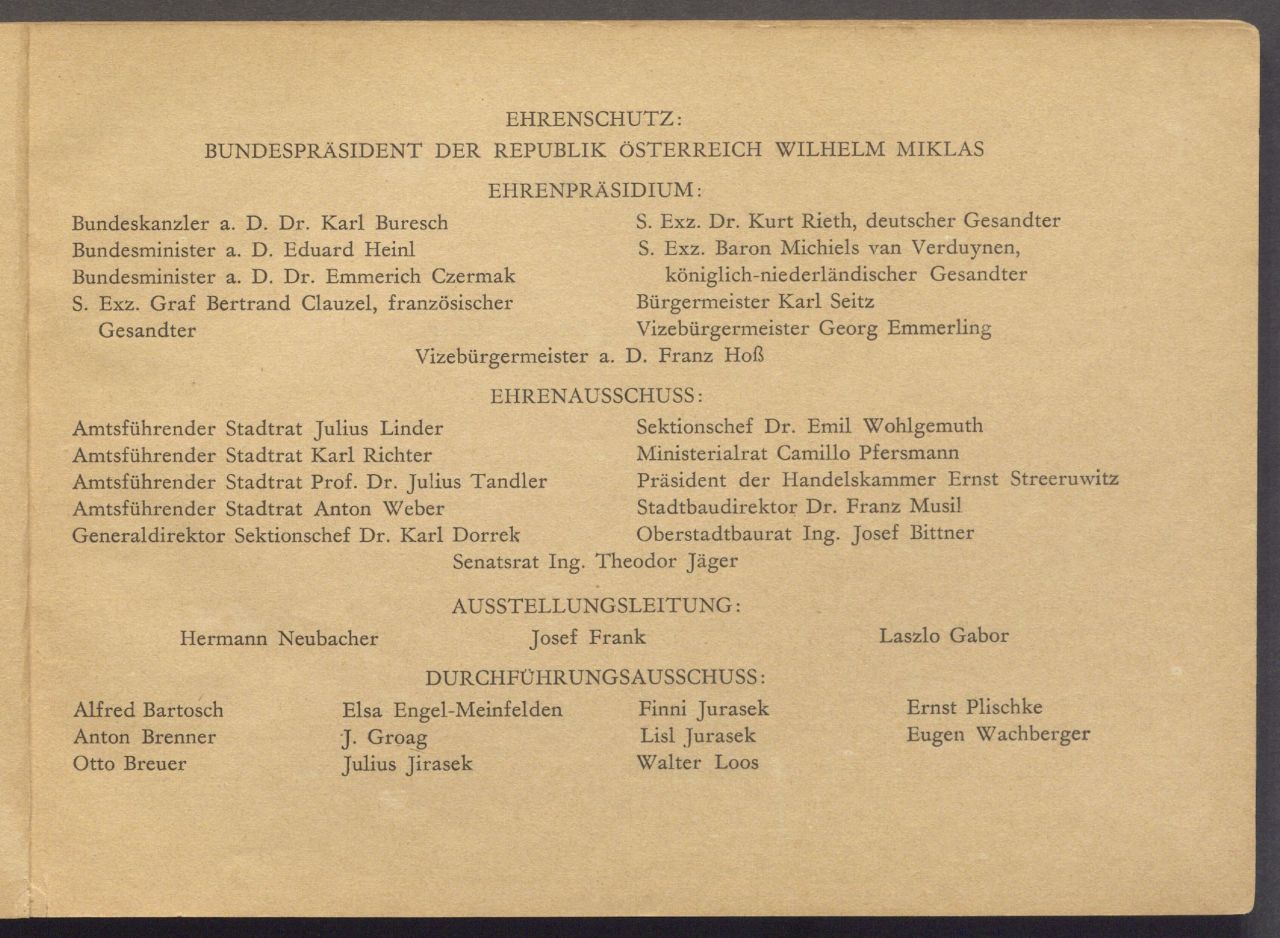 EHRENSCHUTZ:
BUNDESPRÄSIDENT DER REPUBLIK ÖSTERREICH WILHELM MIKLAS
EHRENPRÄSIDIUM:
Bundeskanzler a. D. Dr. Karl Buresch
Bundesminister a. D. Eduard Heinl
Bundesminister a. D. Dr. Emmerich Czermak
S. Exz. Graf Bertrand Clauzel, französischer
Gesandter
S. Exz. Dr. Kurt Rieth, deutscher Gesandter
S. Exz. Baron Michiels van Verduynen,
königlich-niederländischer Gesandter
Bürgermeister Karl Seitz
Vizebürgermeister Georg Emmerling
Vizebürgermeister a. D. Franz Hoß
EHRENAUSSCHUSS:
Amtsführender Stadtrat Julius Linder
Amtsführender Stadtrat Karl Richter
Amtsführender Stadtrat Prof. Dr. Julius Tandler
Amtsführender Stadtrat Anton Weber
Generaldirektor Sektionschef Dr. Karl Dorrek
Sektionschef Dr. Emil Wohlgemuth
Ministerialrat Camillo Pfersmann
Präsident der Handelskammer Ernst Streeruwitz
Stadtbaudirektor Dr. Franz Musil
Oberstadtbaurat Ing. Josef Bittner
Senatsrat Ing. Theodor Jäger
AUSSTELLUNGSLEITUNG:
Hermann Neubacher Josef Frank Laszlo Gabor
DURCHFÜHRUNGSAUSSCHUSS:
Alfred Bartosch
Anton Brenner
Otto Breuer
Elsa Engel-Meinfelden
J. Groag
Julius Jirasek
Finni Jurasek
Lisl Jurasek
Walter Loos
Ernst Plischke
Eugen Wachberger